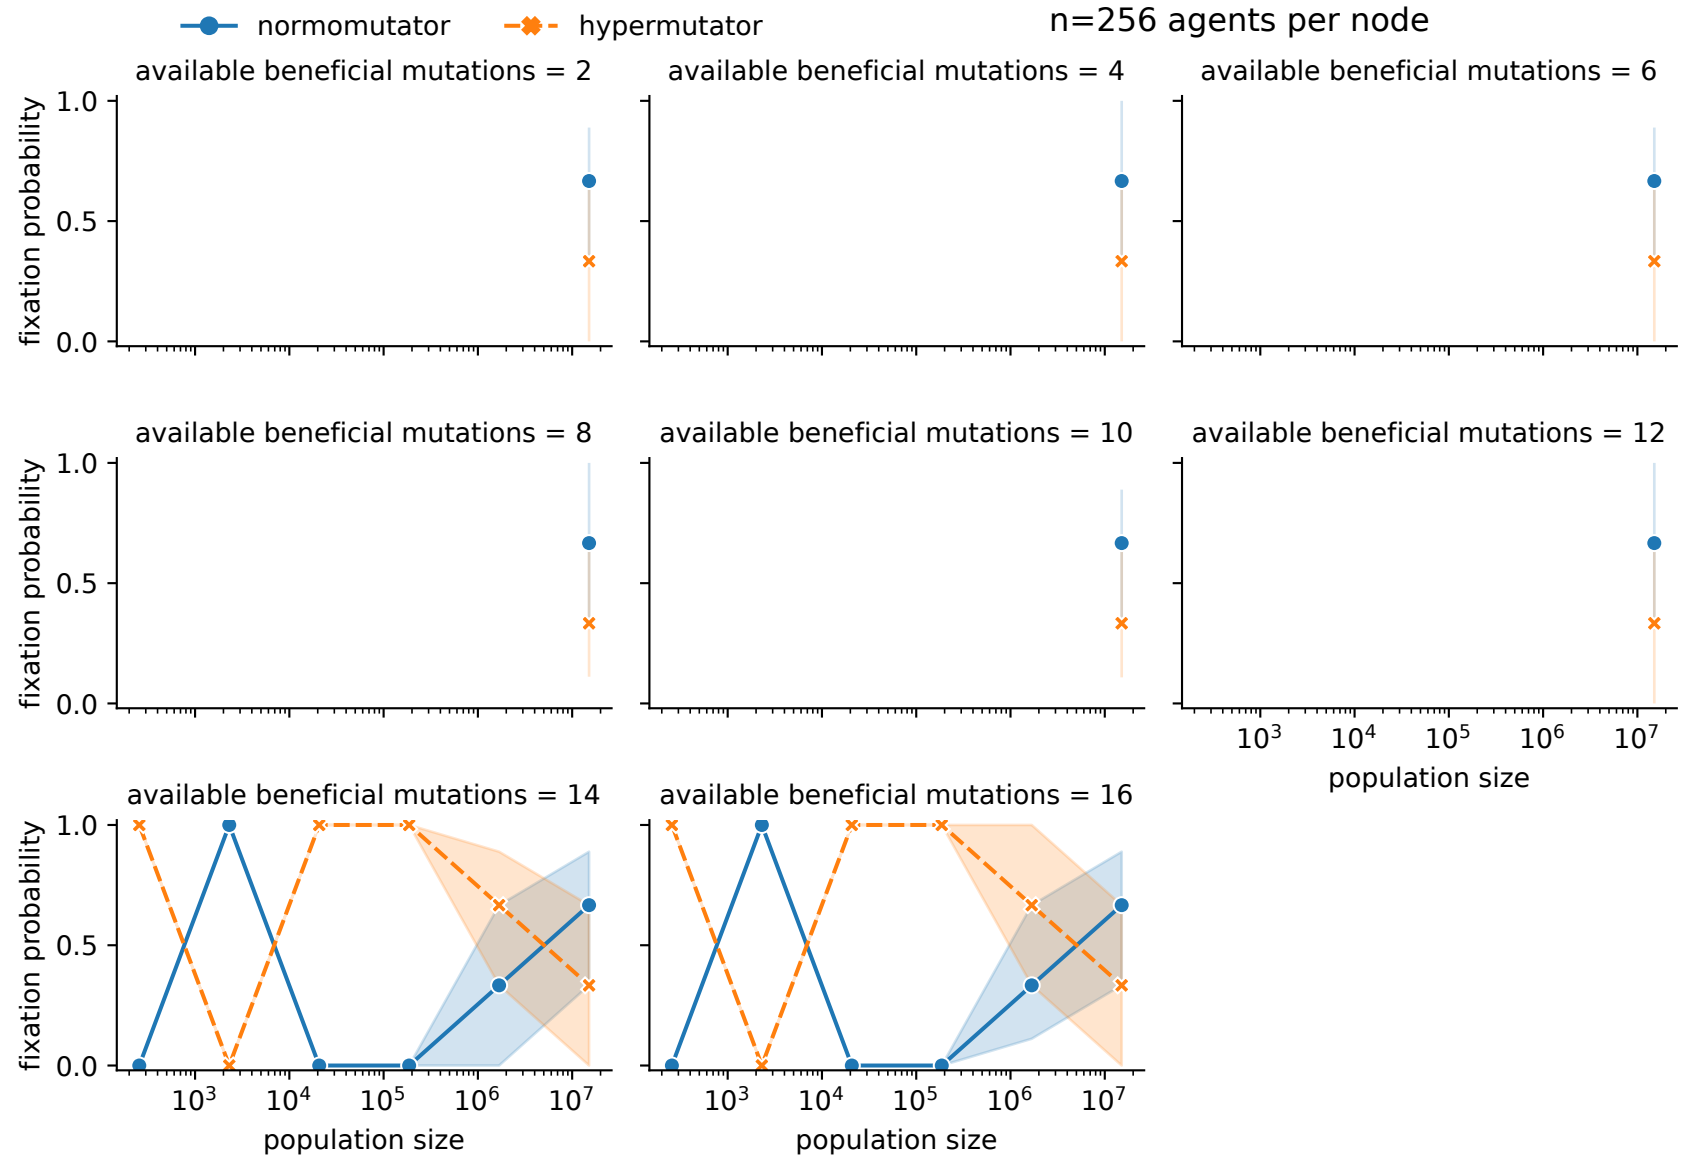 normomutator hypermutator n=256 agents per node
available beneficial mutations = 2 available beneficial mutations = 4 available beneficial mutations = 6
fixation probability
1.0
0.5
0.0
available beneficial mutations = 8 available beneficial mutations = 10 available beneficial mutations = 12
fixation probability
1.0
0.5
0.0
10³ 10⁴ 10⁵ 10⁶ 10⁷
population size
available beneficial mutations = 14 available beneficial mutations = 16
fixation probability
1.0
0.5
0.0
10³ 10⁴ 10⁵ 10⁶ 10⁷ 10³ 10⁴ 10⁵ 10⁶ 10⁷
population size population size